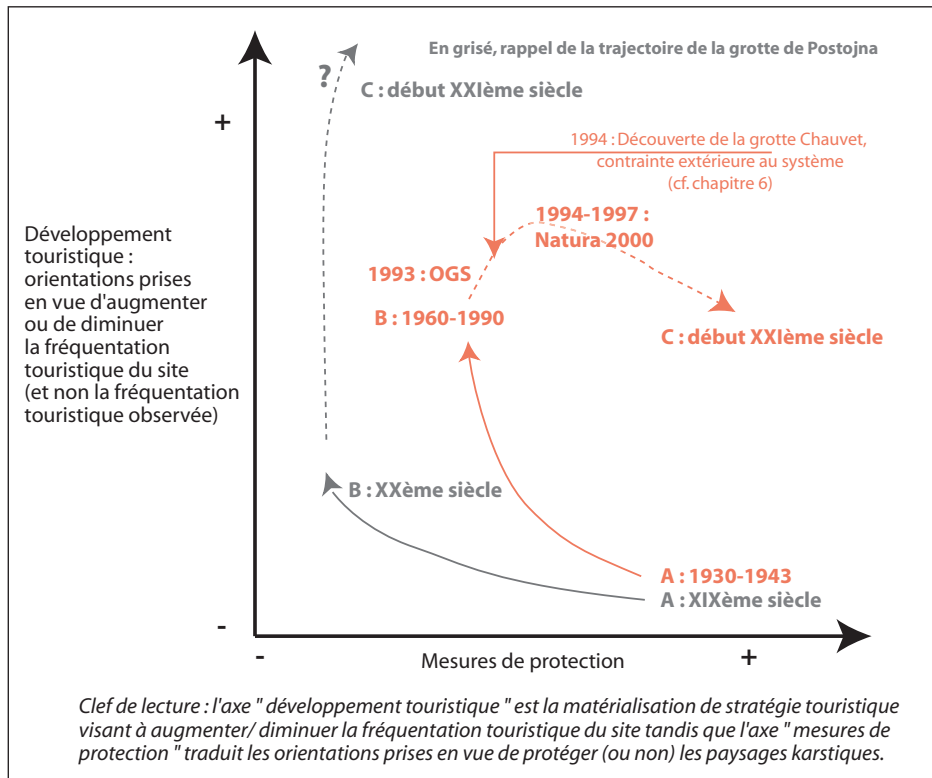 En grisé, rappel de la trajectoire de la grotte de Postojna
?
C : début XXIème siècle
+
1994 : Découverte de la grotte Chauvet,
contrainte extérieure au système
(cf. chapitre 6)
1994-1997 :
Natura 2000
Développement
touristique :
orientations prises
en vue d'augmenter
ou de diminuer
la fréquentation
touristique du site
(et non la fréquentation
touristique observée)
1993 : OGS
B : 1960-1990
C : début XXIème siècle
B : XXème siècle
A : 1930-1943
A : XIXème siècle
-
-
Mesures de protection
+
Clef de lecture : l'axe " développement touristique " est la matérialisation de stratégie touristique
visant à augmenter/ diminuer la fréquentation touristique du site tandis que l'axe " mesures de
protection " traduit les orientations prises en vue de protéger (ou non) les paysages karstiques.